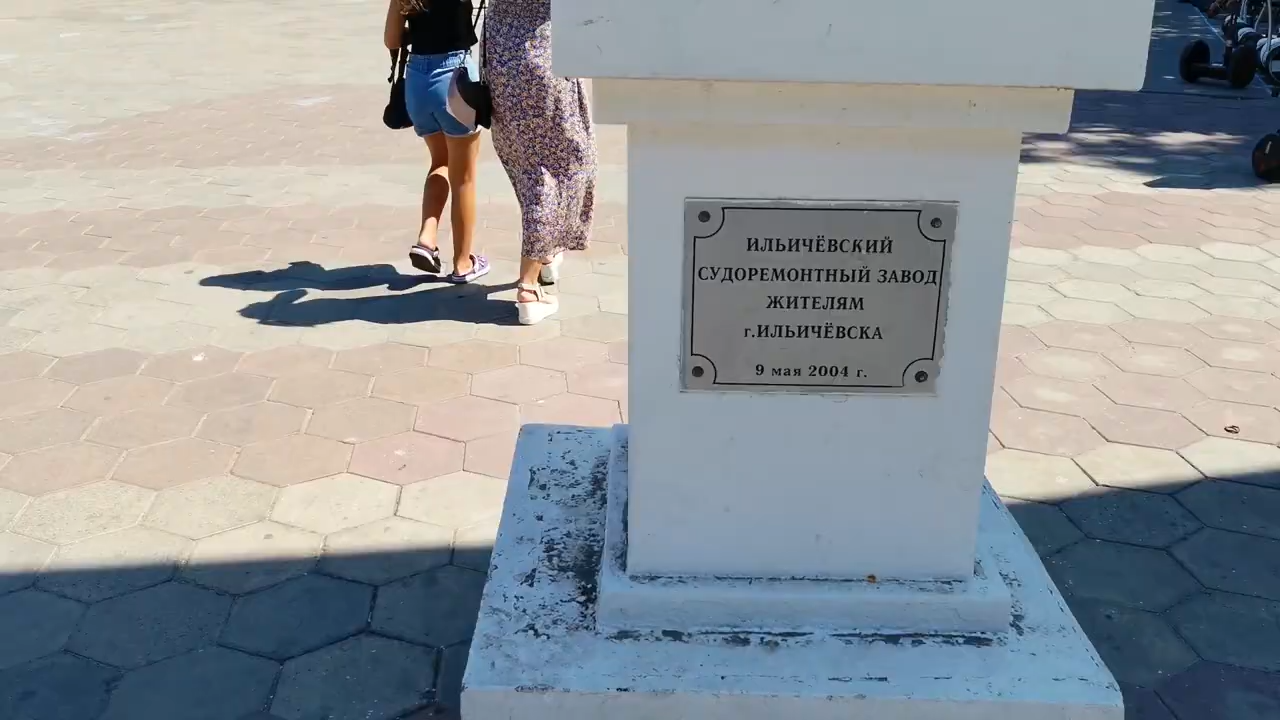 ИЛЬИЧЁВСКИЙ
СУДОРЕМОНТНЫЙ ЗАВОД
ЖИТЕЛЯМ
г.ИЛЬИЧЁВСКА
9 мая 2004 г.